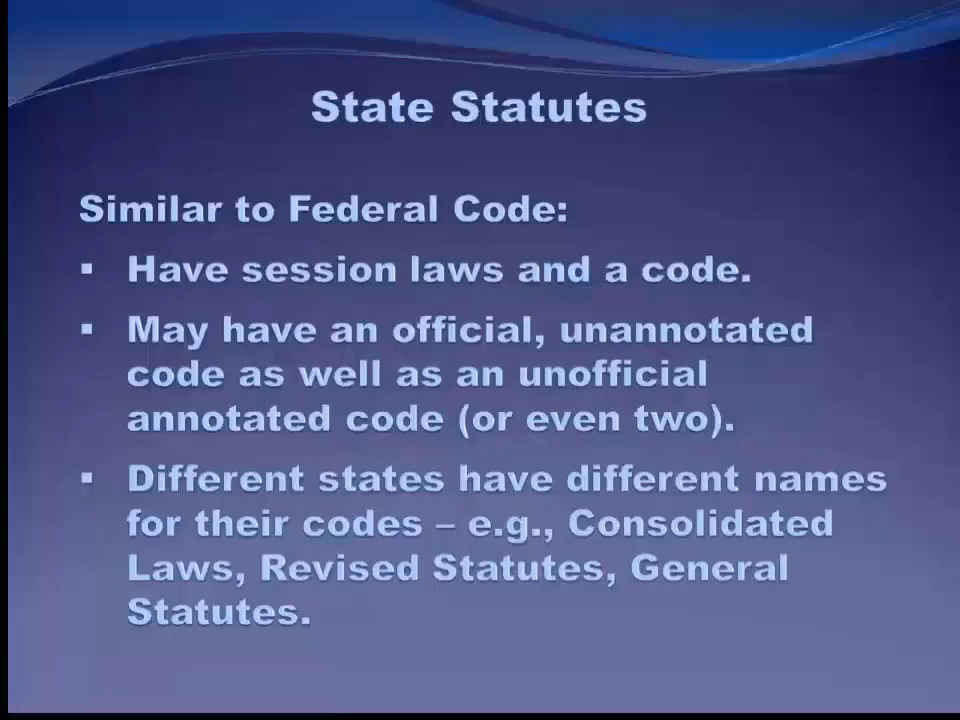 State Statutes
Similar to Federal Code:
▪ Have session laws and a code.
▪ May have an official, unannotated
code as well as an unofficial
annotated code (or even two).
▪ Different states have different names
for their codes – e.g., Consolidated
Laws, Revised Statutes, General
Statutes.